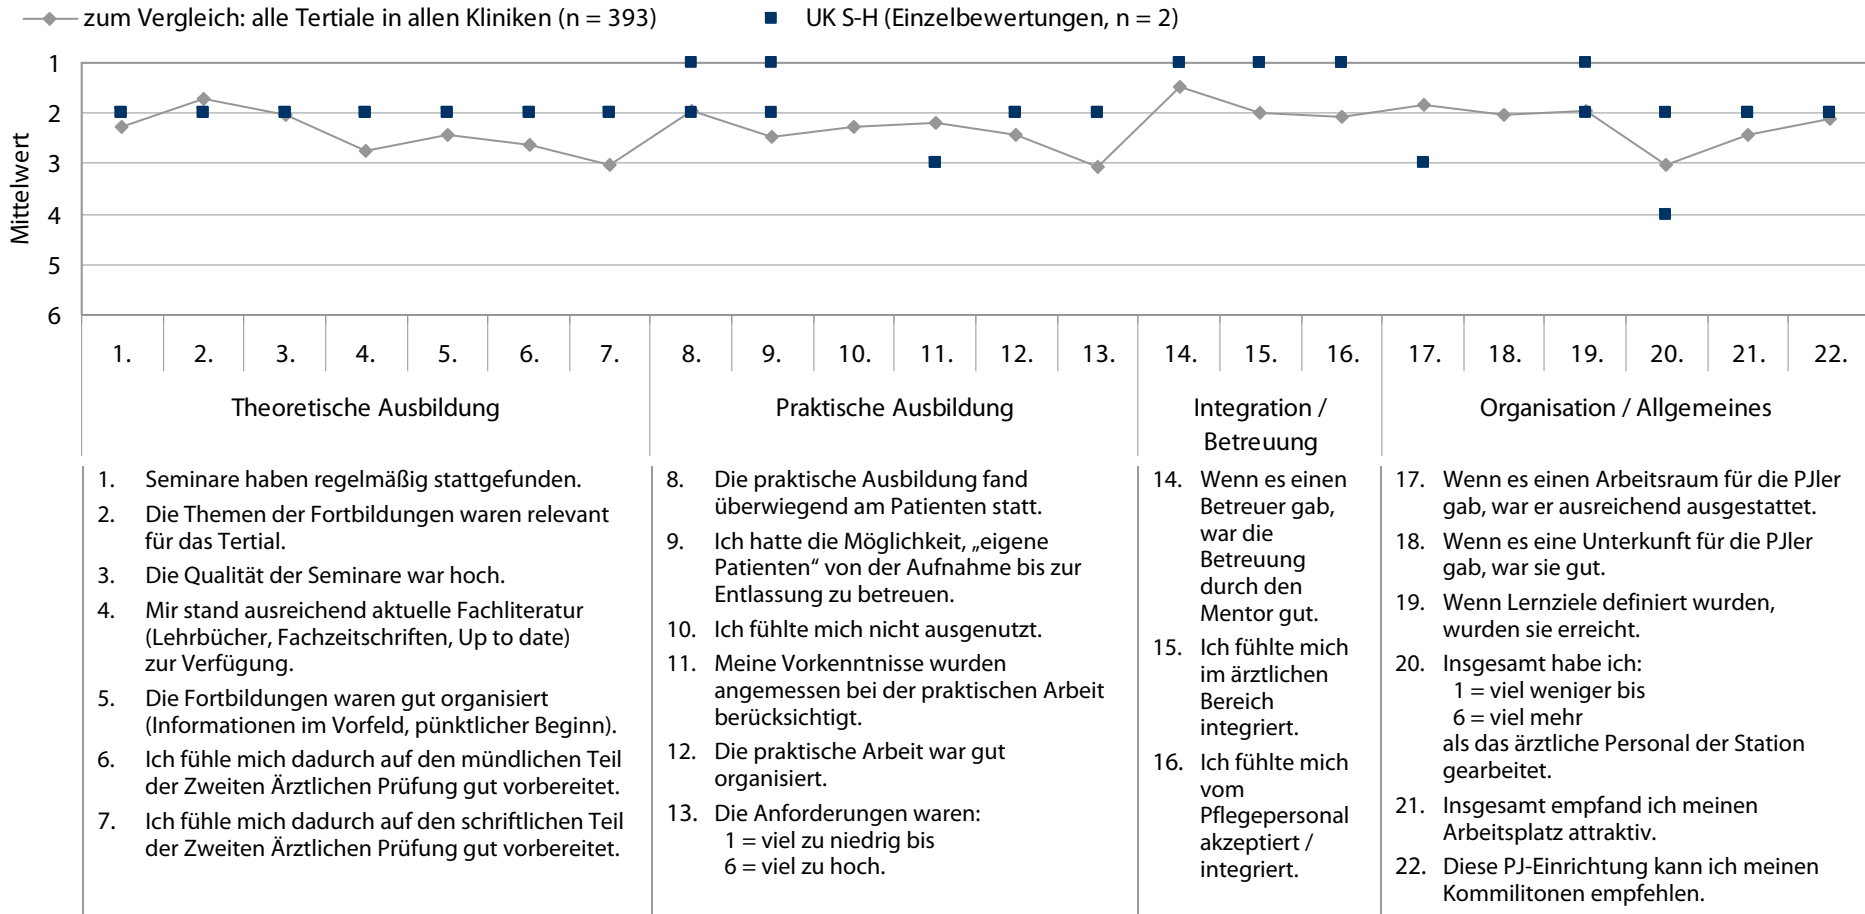 zum Vergleich: alle Tertiale in allen Kliniken (n = 393)
UK S-H (Einzelbewertungen, n = 2)
Mittelwert
1
2
3
4
5
6
1. 2. 3. 4. 5. 6. 7. 8. 9. 10. 11. 12. 13. 14. 15. 16. 17. 18. 19. 20. 21. 22.
Theoretische Ausbildung
Praktische Ausbildung
Integration /
Betreuung
Organisation / Allgemeines
1. Seminare haben regelmäßig stattgefunden.
2. Die Themen der Fortbildungen waren relevant
für das Tertial.
3. Die Qualität der Seminare war hoch.
4. Mir stand ausreichend aktuelle Fachliteratur
(Lehrbücher, Fachzeitschriften, Up to date)
zur Verfügung.
5. Die Fortbildungen waren gut organisiert
(Informationen im Vorfeld, pünktlicher Beginn).
6. Ich fühle mich dadurch auf den mündlichen Teil
der Zweiten Ärztlichen Prüfung gut vorbereitet.
7. Ich fühle mich dadurch auf den schriftlichen Teil
der Zweiten Ärztlichen Prüfung gut vorbereitet.
8. Die praktische Ausbildung fand
überwiegend am Patienten statt.
9. Ich hatte die Möglichkeit, „eigene
Patienten“ von der Aufnahme bis zur
Entlassung zu betreuen.
10. Ich fühlte mich nicht ausgenutzt.
11. Meine Vorkenntnisse wurden
angemessen bei der praktischen Arbeit
berücksichtigt.
12. Die praktische Arbeit war gut
organisiert.
13. Die Anforderungen waren:
1 = viel zu niedrig bis
6 = viel zu hoch.
14. Wenn es einen
Betreuer gab,
war die
Betreuung
durch den
Mentor gut.
15. Ich fühlte mich
im ärztlichen
Bereich
integriert.
16. Ich fühlte mich
vom
Pflegepersonal
akzeptiert /
integriert.
17. Wenn es einen Arbeitsraum für die PJler
gab, war er ausreichend ausgestattet.
18. Wenn es eine Unterkunft für die PJler
gab, war sie gut.
19. Wenn Lernziele definiert wurden,
wurden sie erreicht.
20. Insgesamt habe ich:
1 = viel weniger bis
6 = viel mehr
als das ärztliche Personal der Station
gearbeitet.
21. Insgesamt empfand ich meinen
Arbeitsplatz attraktiv.
22. Diese PJ-Einrichtung kann ich meinen
Kommilitonen empfehlen.